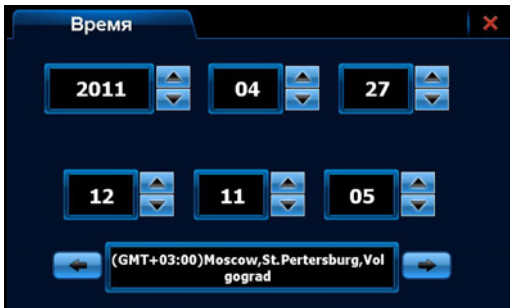 Время
2011 04 27
12 11 05
(GMT+03:00)Moscow,St.Pertersburg,Vol
gograd